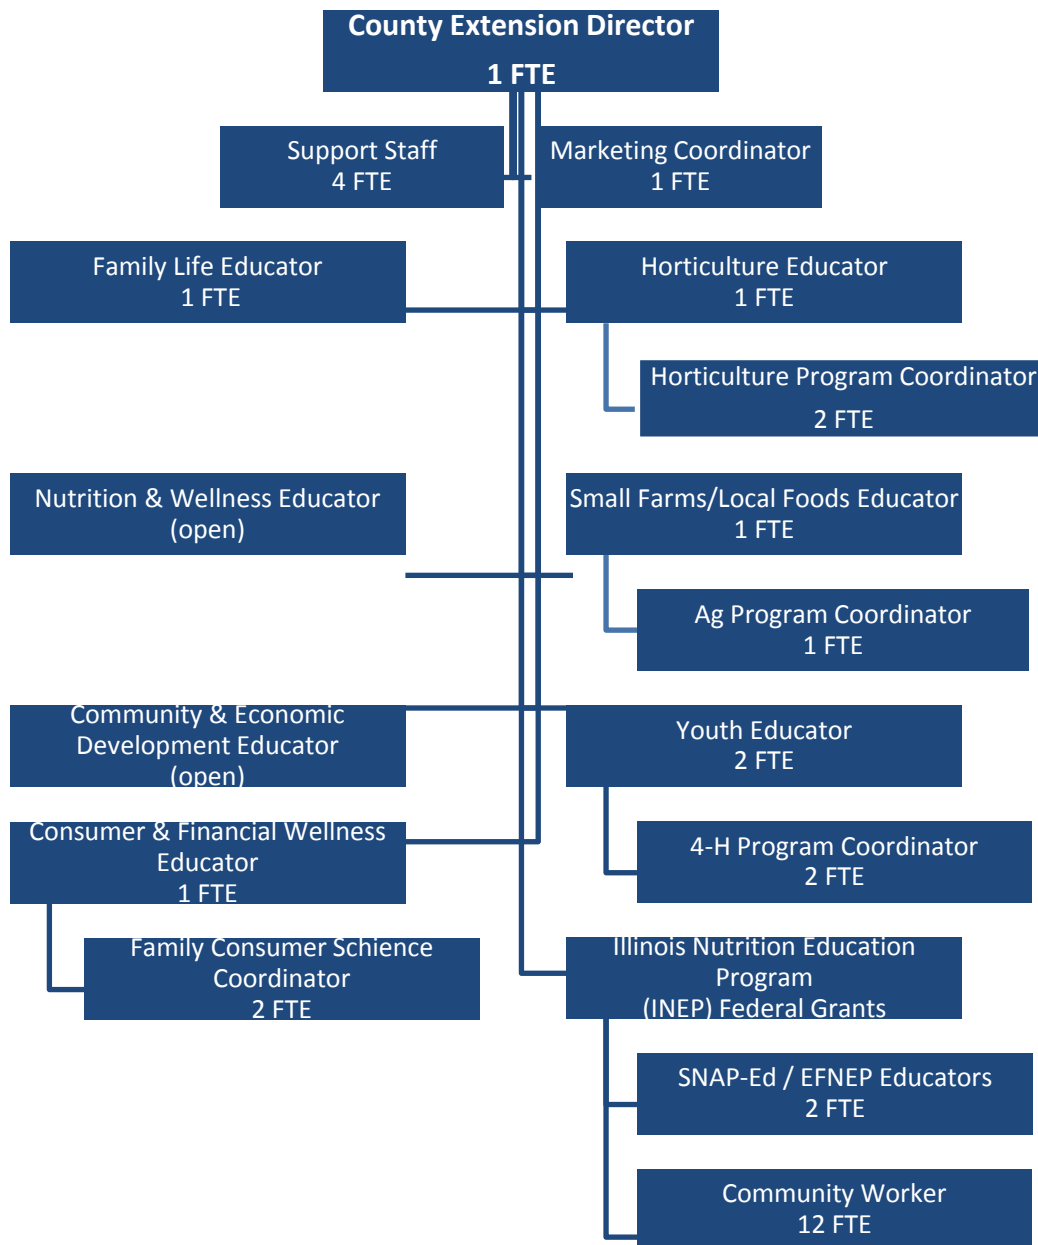 County Extension Director
1 FTE
Support Staff
4 FTE
Marketing Coordinator
1 FTE
Family Life Educator
1 FTE
Horticulture Educator
1 FTE
Horticulture Program Coordinator
2 FTE
Nutrition & Wellness Educator
(open)
Small Farms/Local Foods Educator
1 FTE
Ag Program Coordinator
1 FTE
Community & Economic
Development Educator
(open)
Youth Educator
2 FTE
Consumer & Financial Wellness
Educator
1 FTE
4-H Program Coordinator
2 FTE
Family Consumer Schience
Coordinator
2 FTE
Illinois Nutrition Education
Program
(INEP) Federal Grants
SNAP-Ed / EFNEP Educators
2 FTE
Community Worker
12 FTE